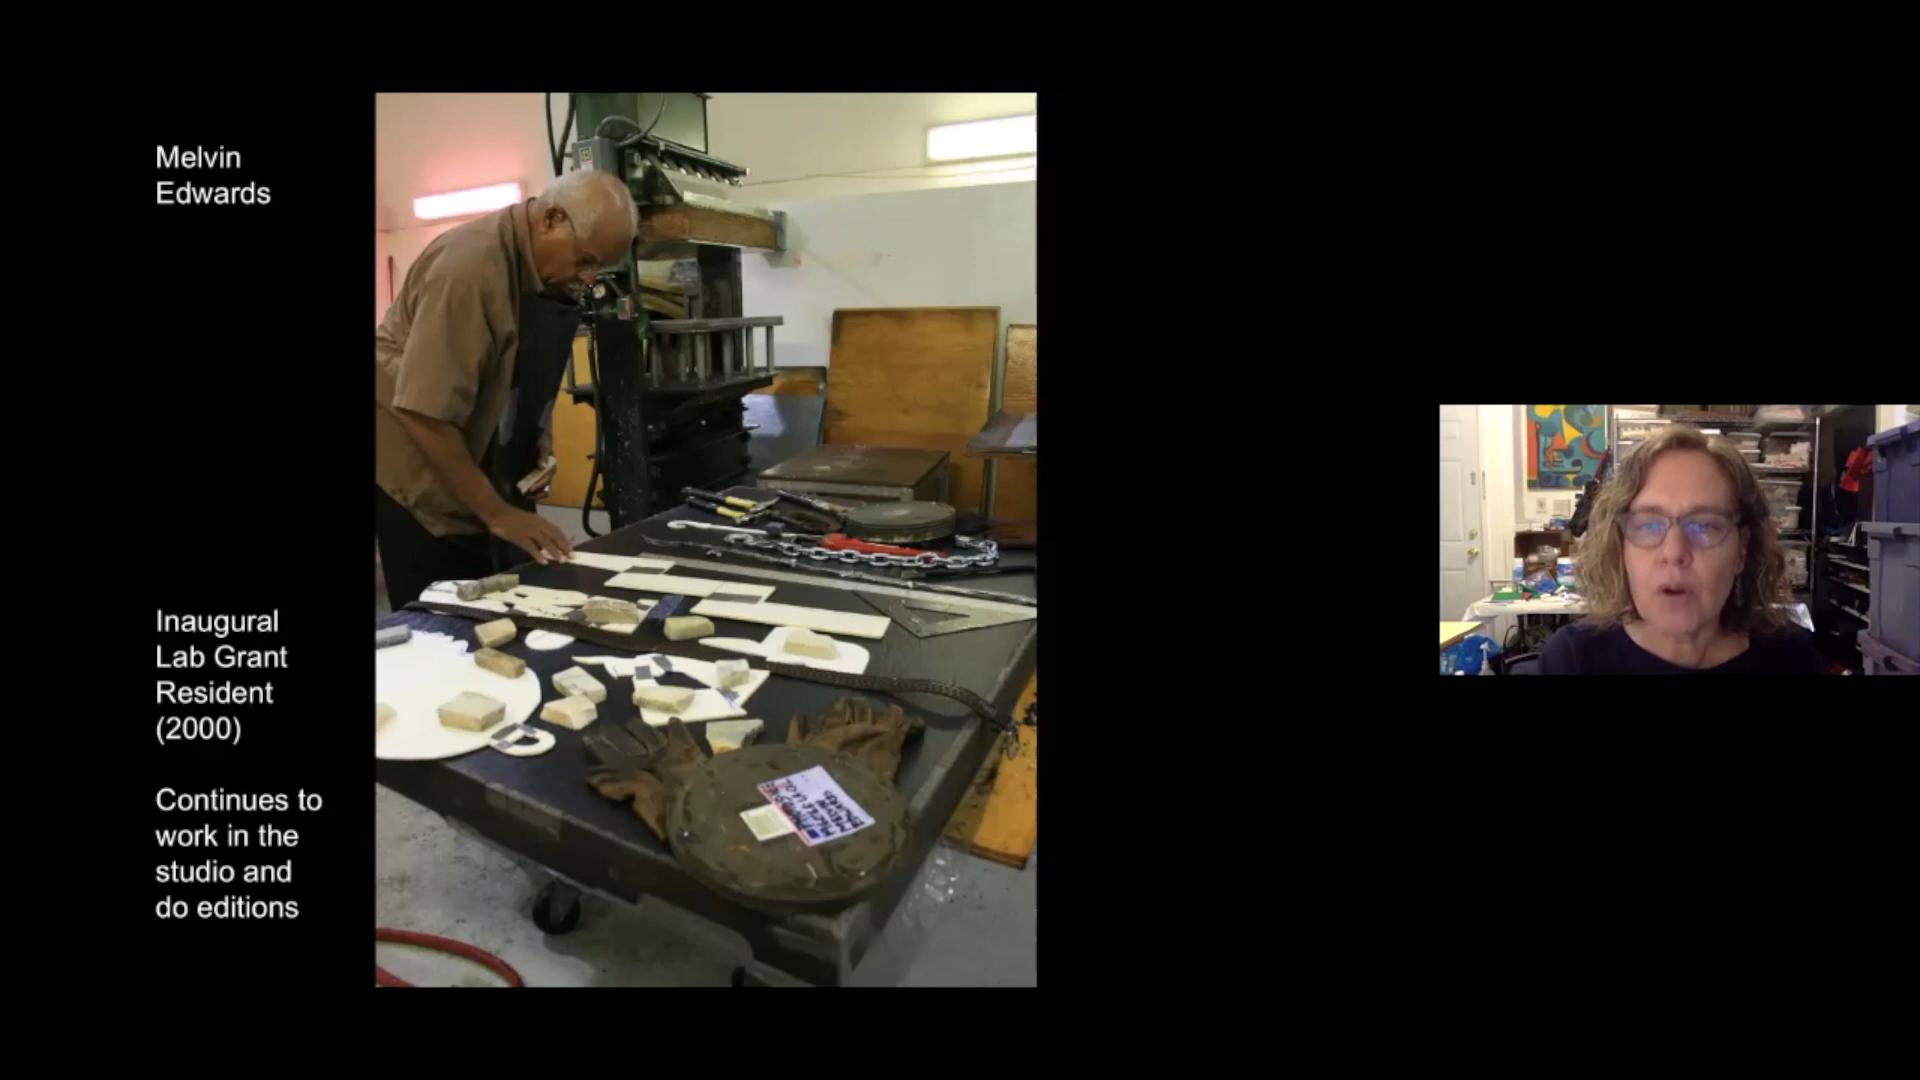 Melvin
Edwards
Inaugural
Lab Grant
Resident
(2000)
Continues to
work in the
studio and
do editions